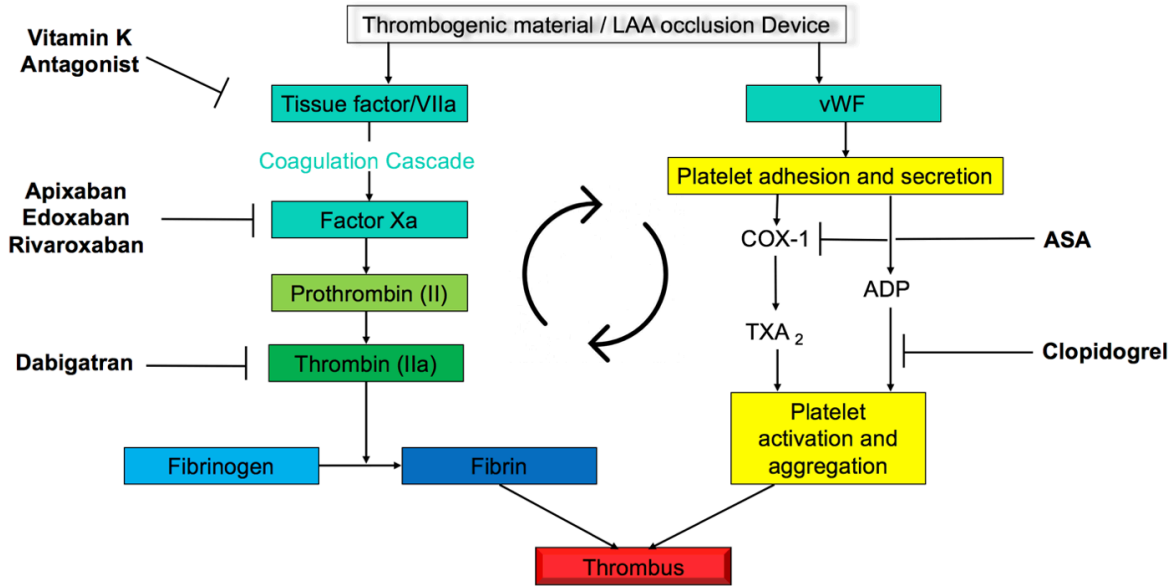 Thrombogenic material / LAA occlusion Device
Vitamin K
Antagonist
Tissue factor/VIIa
vWF
Coagulation Cascade
Platelet adhesion and secretion
Apixaban
Edoxaban
Rivaroxaban
Factor Xa
COX-1
ASA
Prothrombin (II)
ADP
TXA 2
Dabigatran
Thrombin (IIa)
Clopidogrel
Platelet
activation and
aggregation
Fibrinogen
Fibrin
Thrombus